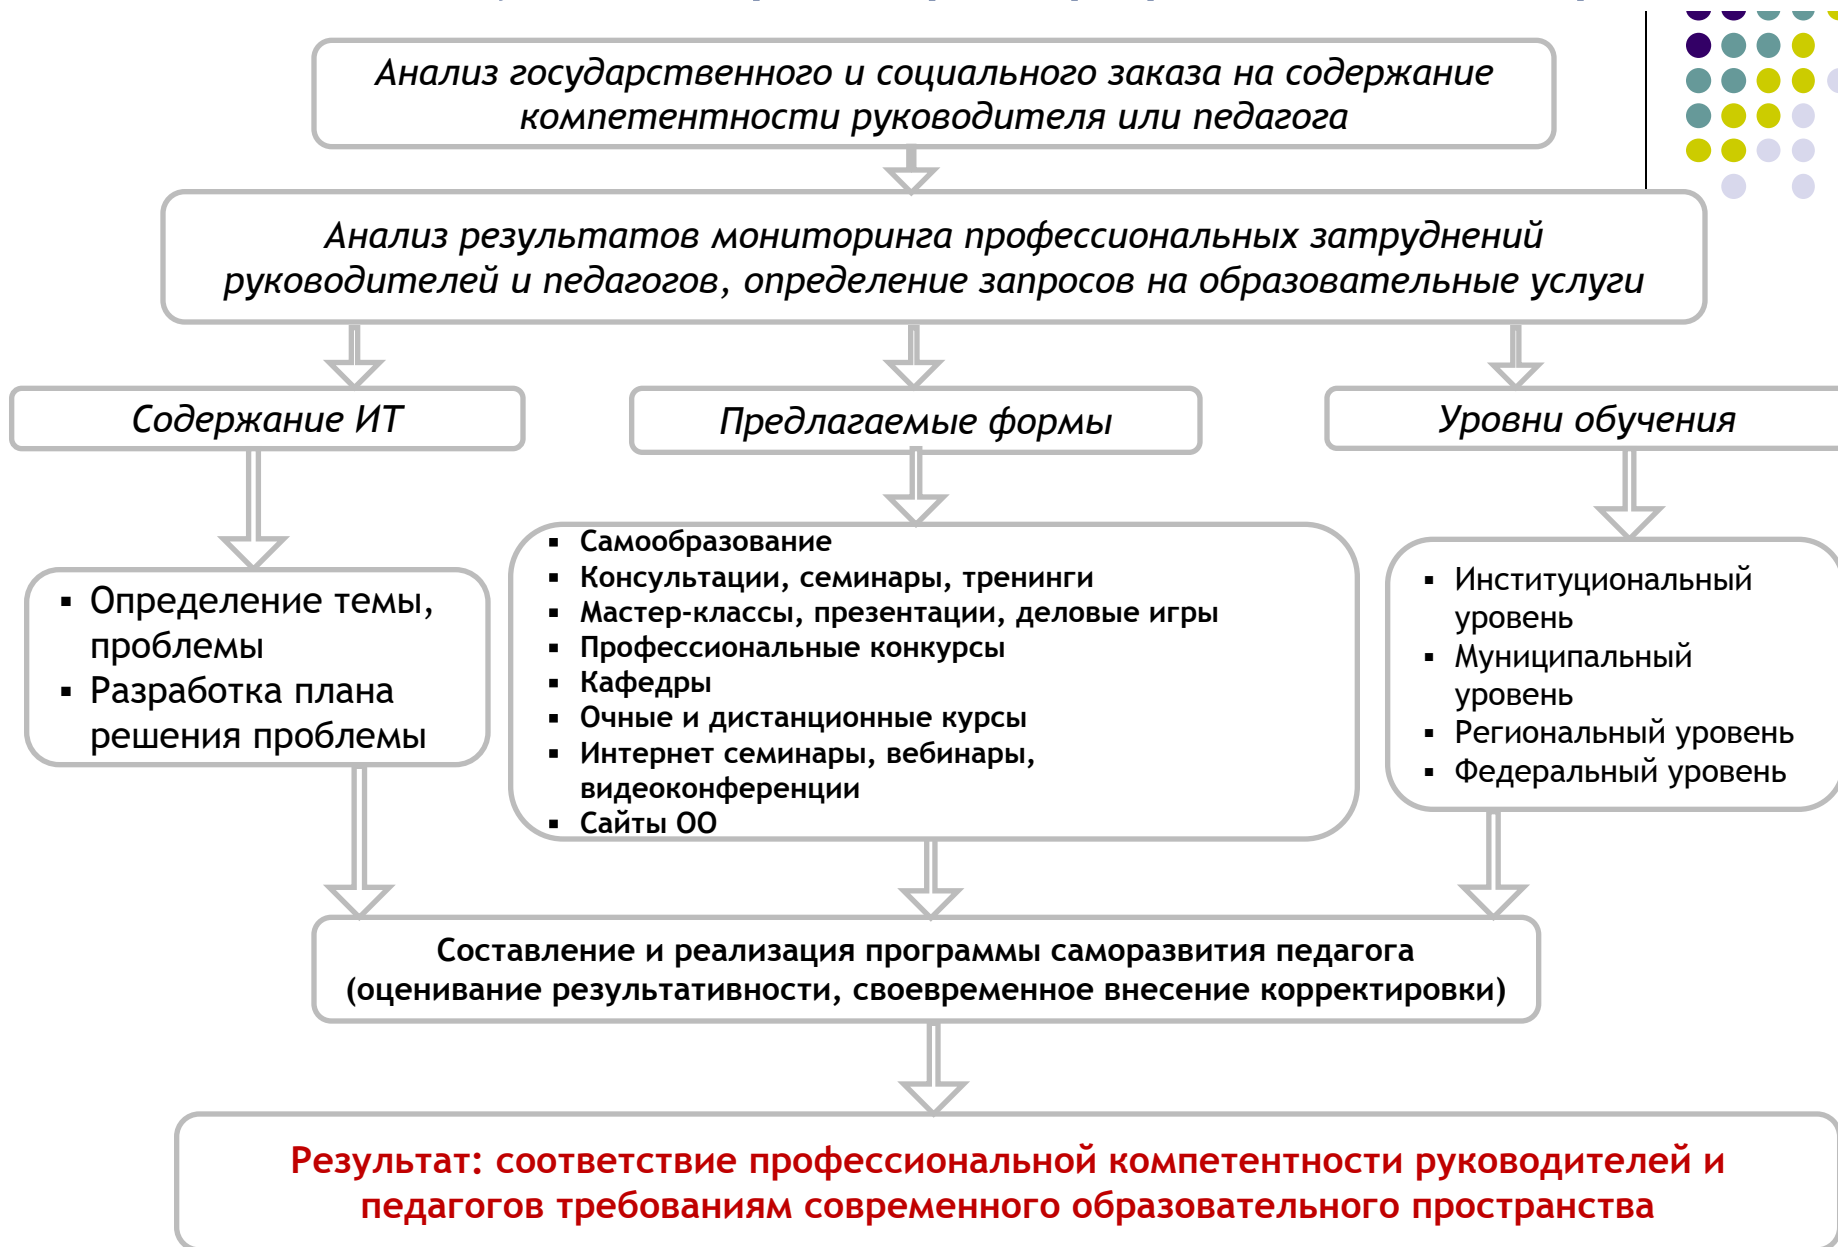 Анализ государственного и социального заказа на содержание
компетентности руководителя или педагога
Анализ результатов мониторинга профессиональных затруднений
руководителей и педагогов, определение запросов на образовательные услуги
Содержание ИТ
Предлагаемые формы
Уровни обучения
▪ Определение темы,
проблемы
▪ Разработка плана
решения проблемы
▪ Самообразование
▪ Консультации, семинары, тренинги
▪ Мастер-классы, презентации, деловые игры
▪ Профессиональные конкурсы
▪ Кафедры
▪ Очные и дистанционные курсы
▪ Интернет семинары, вебинары,
видеоконференции
▪ Сайты ОО
▪ Институциональный
уровень
▪ Муниципальный
уровень
▪ Региональный уровень
▪ Федеральный уровень
Составление и реализация программы саморазвития педагога
(оценивание результативности, своевременное внесение корректировки)
Результат: соответствие профессиональной компетентности руководителей и
педагогов требованиям современного образовательного пространства